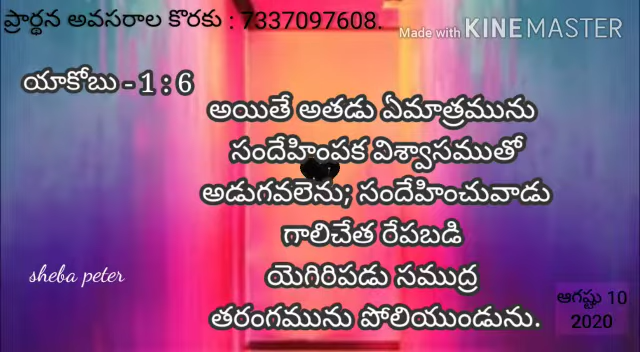 ప్రార్థన అవసరాల కొరకు : 7337097608.
Made with KINEMASTER
యాకోబు - 1 : 6
అయితే అతడు ఏమాత్రమును
సందేహింపక విశ్వాసముతో
అడుగవలెను; సందేహించువాడు
గాలిచేత రేపబడి
యెగిరిపడు సముద్ర
తరంగమును పోలియుండును.
sheba peter
ఆగష్టు 10
2020